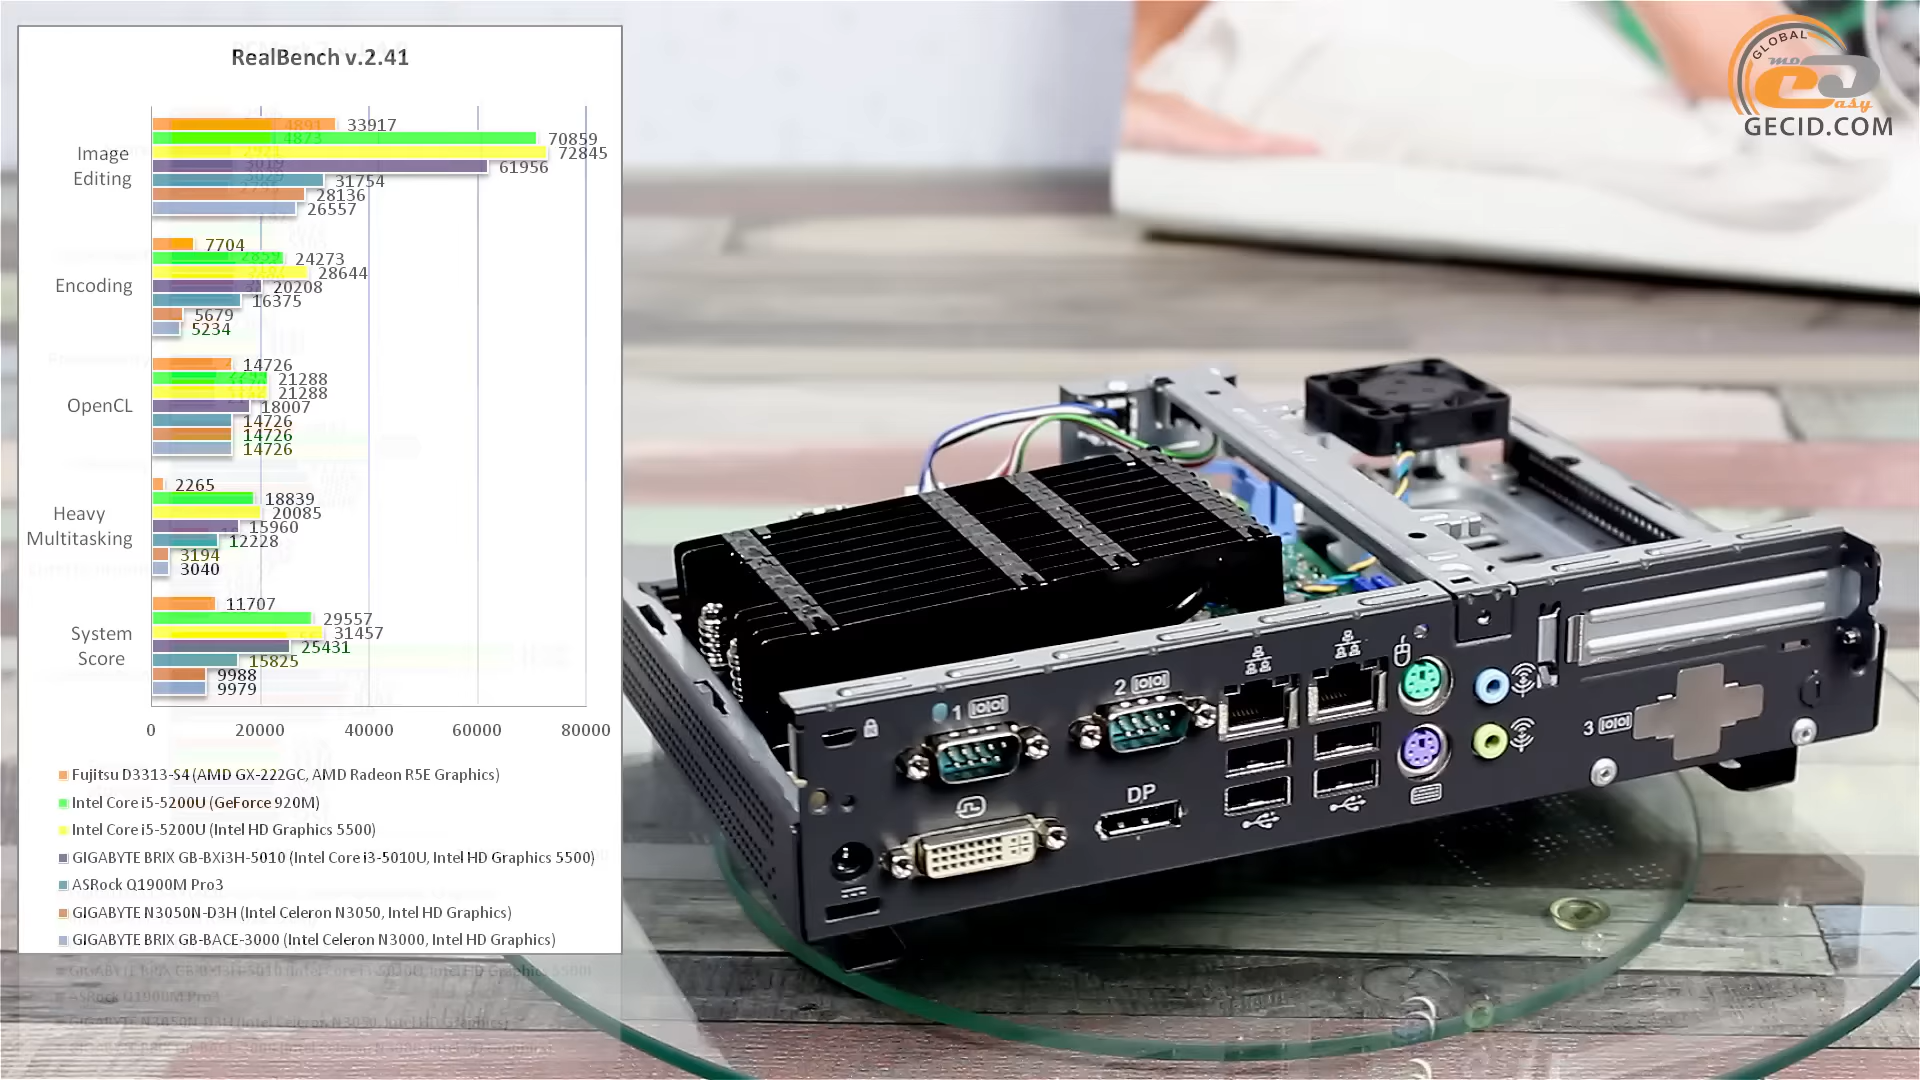 RealBench v.2.41
Image Editing
33917
70859
72845
61956
31754
28136
26557
Encoding
7704
24273
28644
20208
16375
5679
5234
OpenCL
14726
21288
21288
18007
14726
14726
14726
Heavy Multitasking
2265
18839
20085
15960
12228
3194
3040
System Score
11707
29557
31457
25431
15825
9988
9979
0 20000 40000 60000 80000
Fujitsu D3313-S4 (AMD GX-222GC, AMD Radeon R5E Graphics)
Intel Core i5-5200U (GeForce 920M)
Intel Core i5-5200U (Intel HD Graphics 5500)
GIGABYTE BRIX GB-BXi3H-5010 (Intel Core i3-5010U, Intel HD Graphics 5500)
ASRock Q1900M Pro3
GIGABYTE N3050N-D3H (Intel Celeron N3050, Intel HD Graphics)
GIGABYTE BRIX GB-BACE-3000 (Intel Celeron N3000, Intel HD Graphics)
GLOBAL
easy
GECID.COM
1
2
DP
3